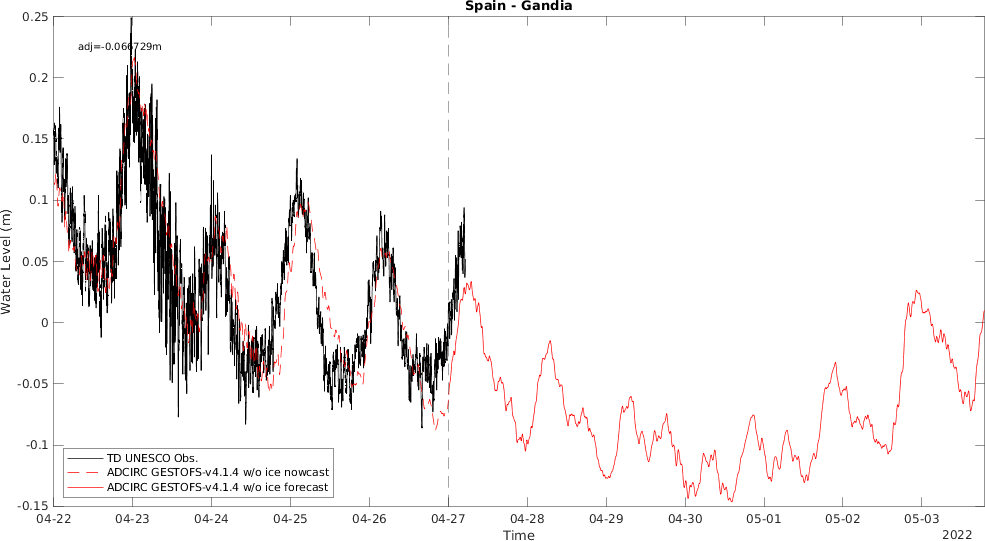 Spain - Gandia
adj=-0.066729m
0.25
0.2
0.15
0.1
0.05
0
-0.05
-0.1
-0.15
Water Level (m)
TD UNESCO Obs.
ADCIRC GESTOFS-v4.1.4 w/o ice nowcast
ADCIRC GESTOFS-v4.1.4 w/o ice forecast
04-22 04-23 04-24 04-25 04-26 04-27 04-28 04-29 04-30 05-01 05-02 05-03
Time
2022